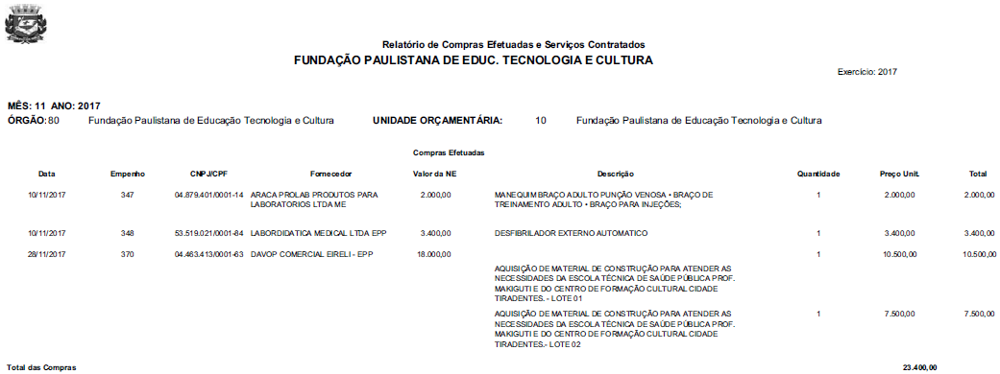 Relatório de Compras Efetuadas e Serviços Contratados
FUNDAÇÃO PAULISTANA DE EDUC. TECNOLOGIA E CULTURA
Exercício: 2017
MÊS: 11 ANO: 2017
ÓRGÃO: 80 Fundação Paulistana de Educação Tecnologia e Cultura UNIDADE ORÇAMENTÁRIA: 10 Fundação Paulistana de Educação Tecnologia e Cultura
Compras Efetuadas
Data Empenho CNPJ/CPF Fornecedor Valor da NE Descrição Quantidade Preço Unit. Total
10/11/2017 347 04.879.401/0001-14 ARACA PROLAB PRODUTOS PARA 2.000,00 MANEQUIM BRAÇO ADULTO PUNÇÃO VENOSA • BRAÇO DE 1 2.000,00 2.000,00
LABORATORIOS LTDA ME TREINAMENTO ADULTO • BRAÇO PARA INJEÇÕES;
10/11/2017 348 53.519.021/0001-84 LABORDIDATICA MEDICAL LTDA EPP 3.400,00 DESFIBRILADOR EXTERNO AUTOMATICO 1 3.400,00 3.400,00
28/11/2017 370 04.463.413/0001-63 DAVOP COMERCIAL EIRELI - EPP 18.000,00 1 10.500,00 10.500,00
AQUISIÇÃO DE MATERIAL DE CONSTRUÇÃO PARA ATENDER AS
NECESSIDADES DA ESCOLA TÉCNICA DE SAÚDE PÚBLICA PROF.
MAKIGUTI E DO CENTRO DE FORMAÇÃO CULTURAL CIDADE
TIRADENTES. - LOTE 01
AQUISIÇÃO DE MATERIAL DE CONSTRUÇÃO PARA ATENDER AS 1 7.500,00 7.500,00
NECESSIDADES DA ESCOLA TÉCNICA DE SAÚDE PÚBLICA PROF.
MAKIGUTI E DO CENTRO DE FORMAÇÃO CULTURAL CIDADE
TIRADENTES.- LOTE 02
Total das Compras 23.400,00